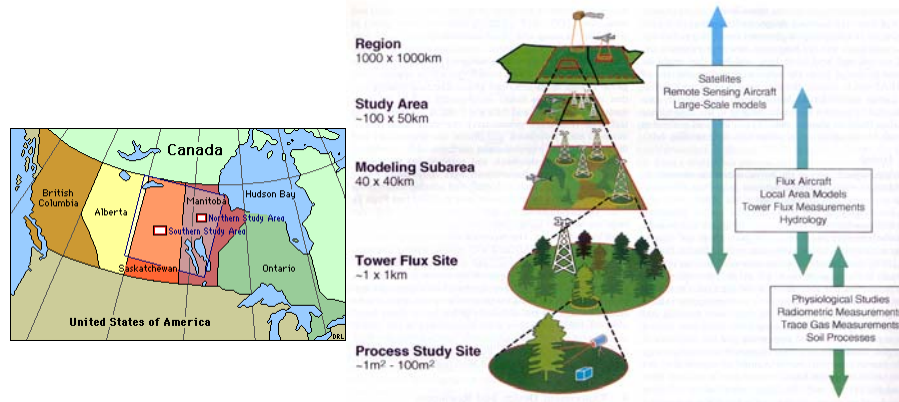 Canada
British
Columbia
Alberta
Manitoba
Hudson Bay
Northern Study Area
Southern Study Area
Saskatchewan
Ontario
United States of America
DRL
Region
1000 x 1000km
Study Area
~100 x 50km
Modeling Subarea
40 x 40km
Tower Flux Site
~1 x 1km
Process Study Site
~1m² - 100m²
Satellites
Remote Sensing Aircraft
Large-Scale models
Flux Aircraft
Local Area Models
Tower Flux Measurements
Hydrology
Physiological Studies
Radiometric Measurements
Trace Gas Measurements
Soil Processes